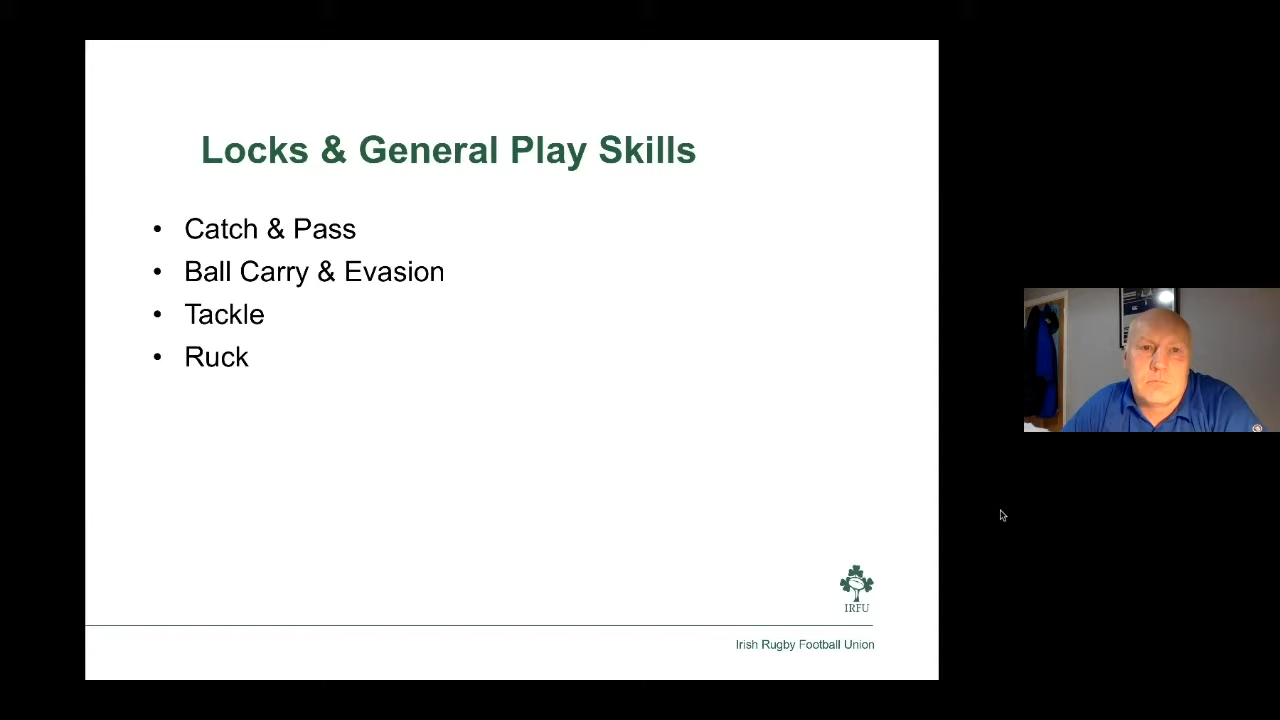 Locks & General Play Skills
• Catch & Pass
• Ball Carry & Evasion
• Tackle
• Ruck
IRFU
Irish Rugby Football Union